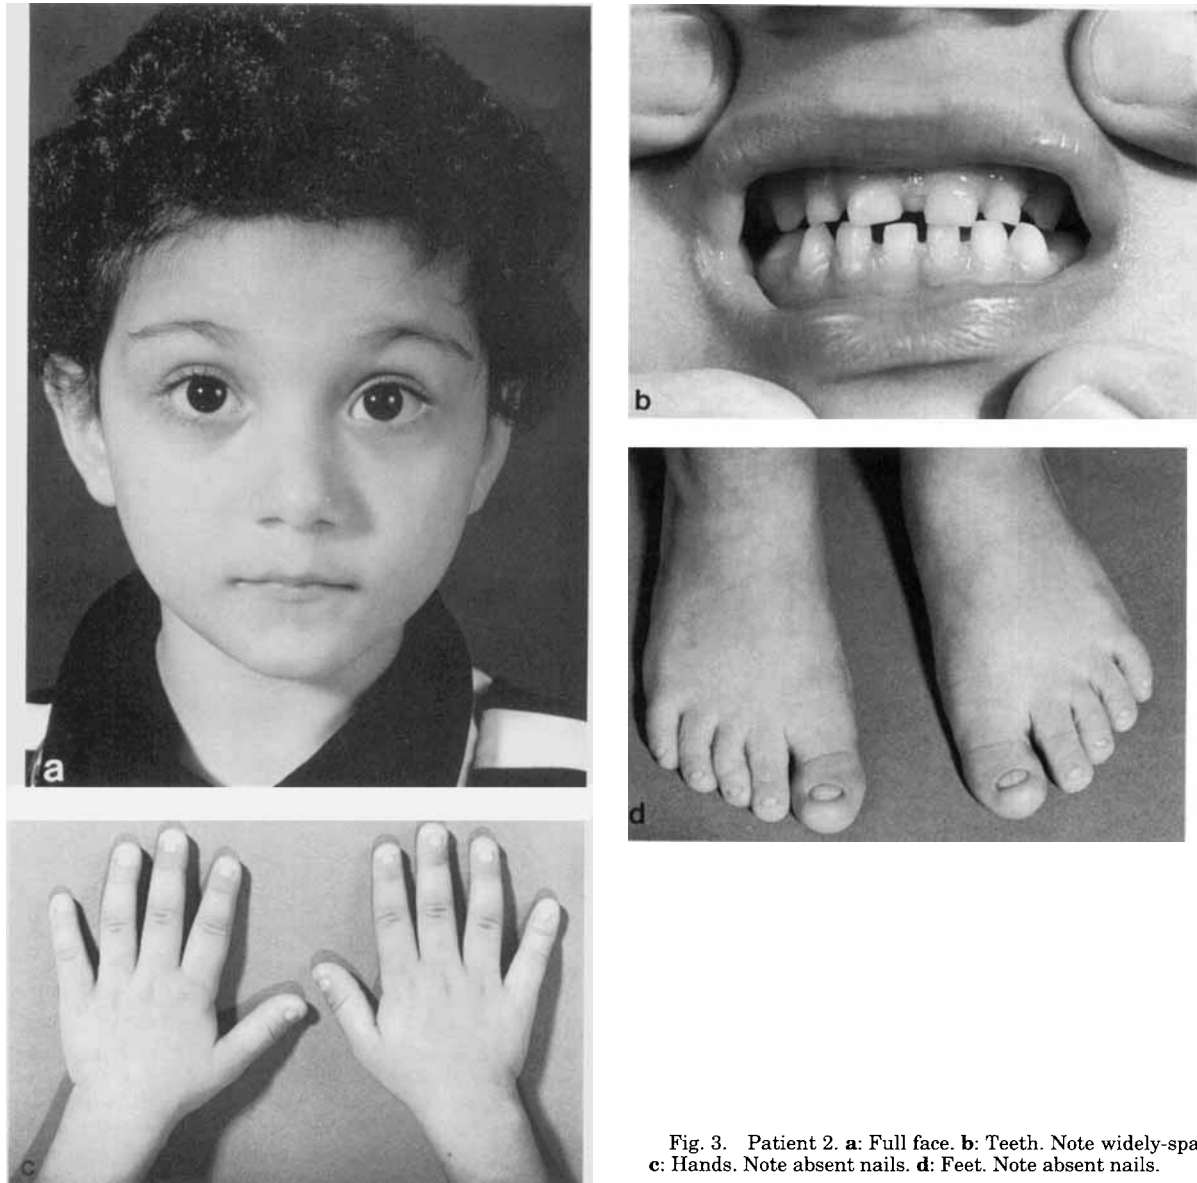 a
b
c
d
Fig. 3. Patient 2. a: Full face. b: Teeth. Note widely-spa
c: Hands. Note absent nails. d: Feet. Note absent nails.